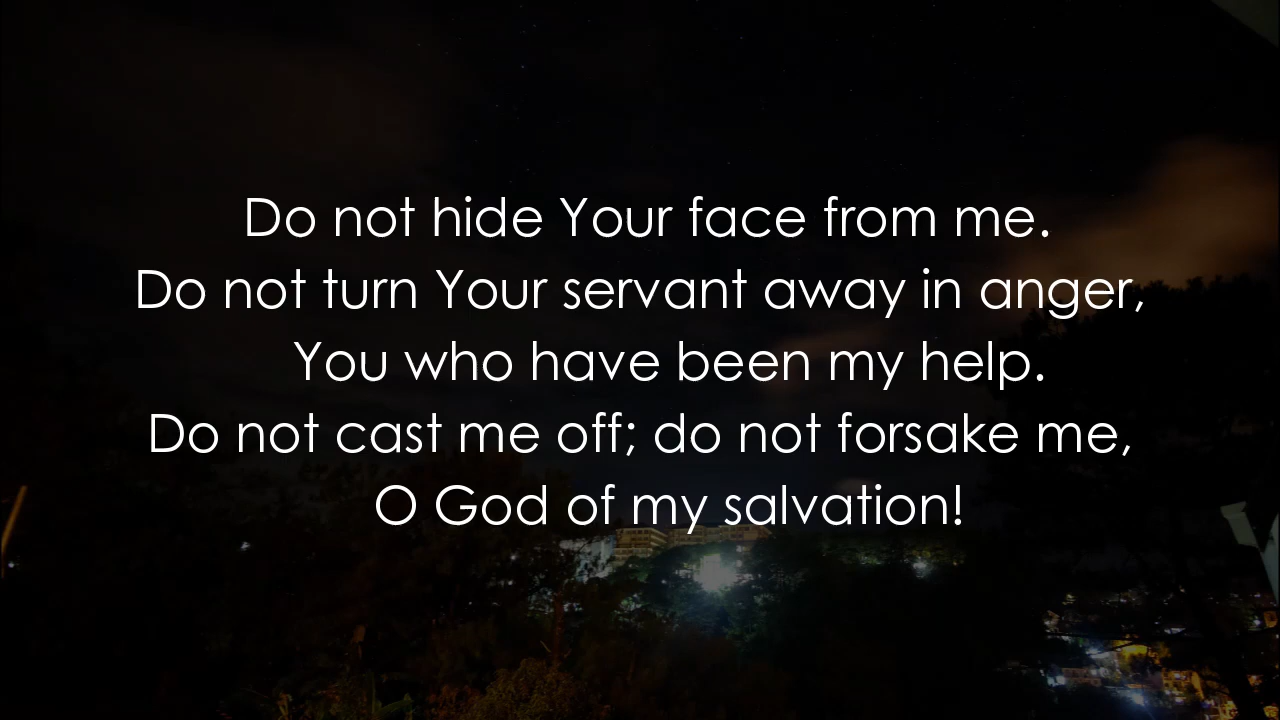 Do not hide Your face from me.
Do not turn Your servant away in anger,
You who have been my help.
Do not cast me off; do not forsake me,
O God of my salvation!